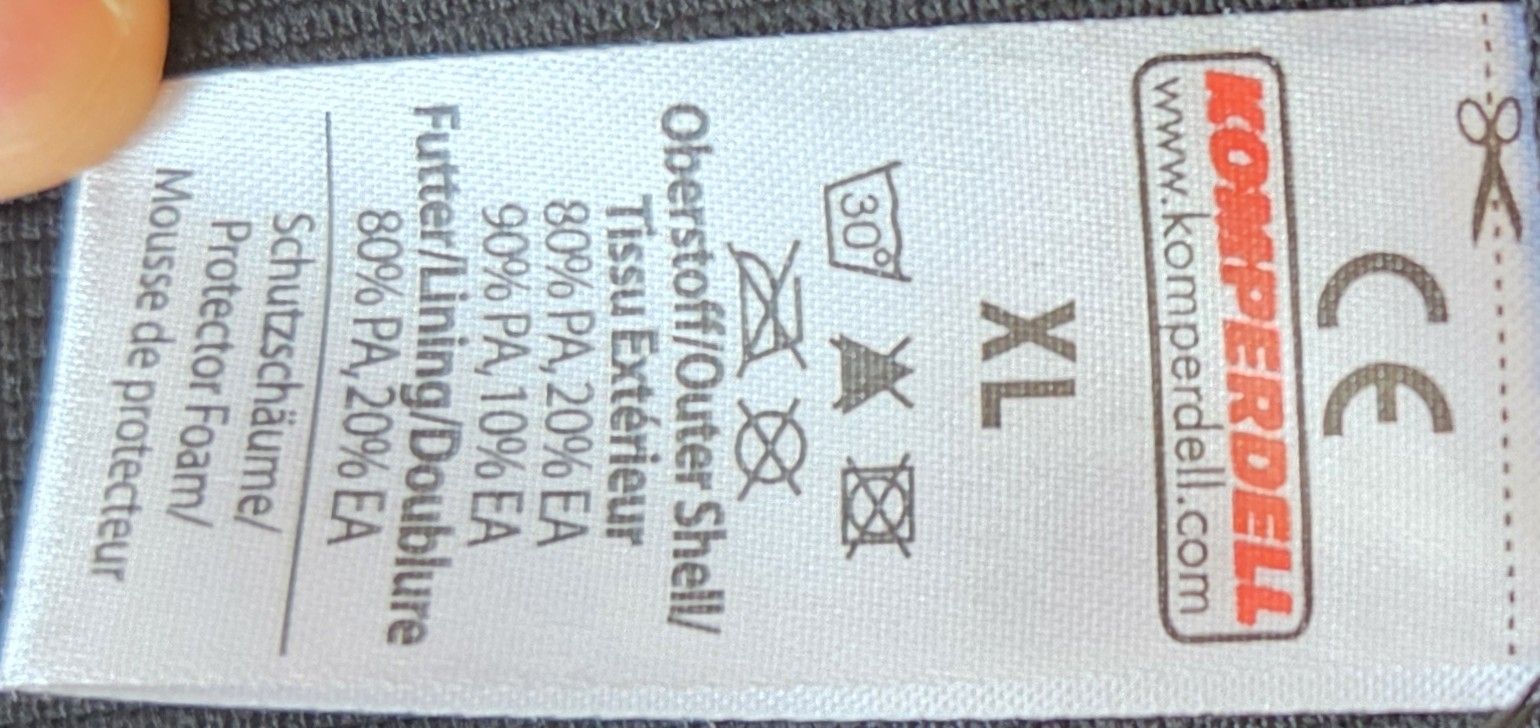 CE
KOMPERDELL
www.komperdell.com
XL
30°
Oberstoff/Outer Shell/
Tissu Extérieur
80% PA, 20% EA
90% PA, 10% EA
Futter/Lining/Doublure
80% PA, 20% EA
Schutzschäume/
Protector Foam/
Mousse de protecteur